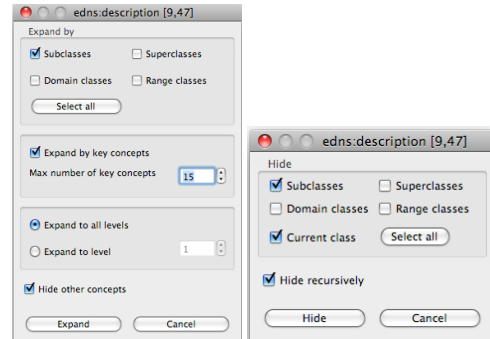 edns:description [9,47]
Expand by
Subclasses Superclasses
Domain classes Range classes
Select all
Expand by key concepts
Max number of key concepts 15
Expand to all levels
Expand to level 1
Hide other concepts
Expand Cancel
edns:description [9,47]
Hide
Subclasses Superclasses
Domain classes Range classes
Current class Select all
Hide recursively
Hide Cancel